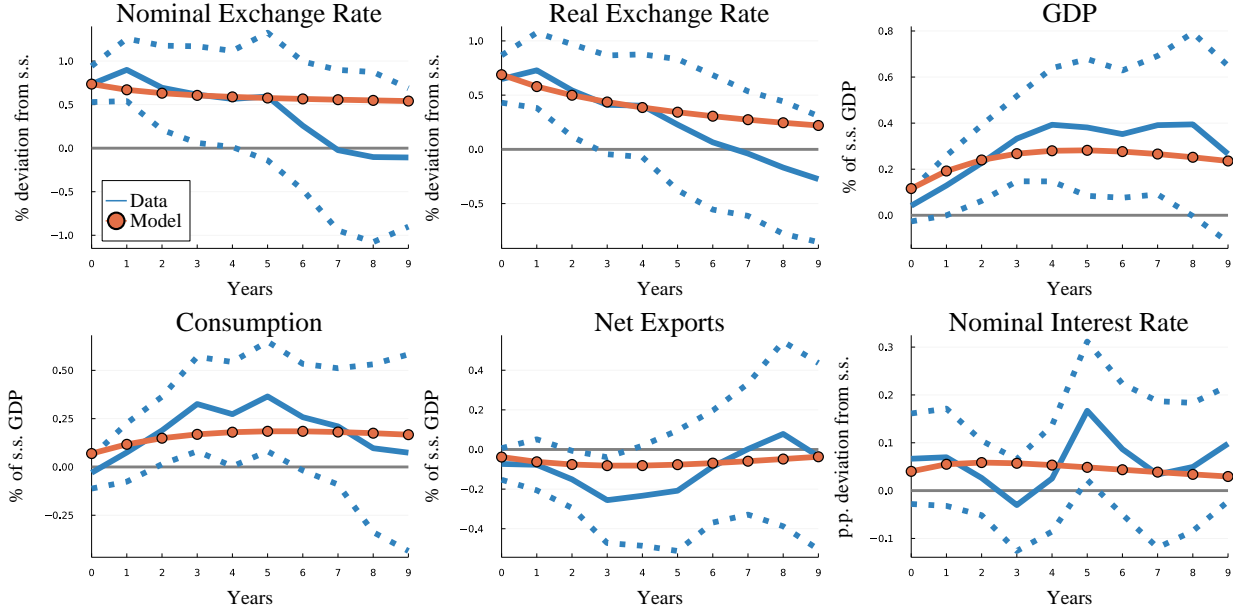 Nominal Exchange Rate
% deviation from s.s.
1.0
0.5
0.0
−0.5
−1.0
Data
Model
0 1 2 3 4 5 6 7 8 9
Years
Real Exchange Rate
% deviation from s.s.
1.0
0.5
0.0
−0.5
0 1 2 3 4 5 6 7 8 9
Years
GDP
% of s.s. GDP
0.8
0.6
0.4
0.2
0.0
0 1 2 3 4 5 6 7 8 9
Years
Consumption
% of s.s. GDP
0.50
0.25
0.00
−0.25
0 1 2 3 4 5 6 7 8 9
Years
Net Exports
% of s.s. GDP
0.4
0.2
0.0
−0.2
−0.4
0 1 2 3 4 5 6 7 8 9
Years
Nominal Interest Rate
p.p. deviation from s.s.
0.3
0.2
0.1
0.0
−0.1
0 1 2 3 4 5 6 7 8 9
Years